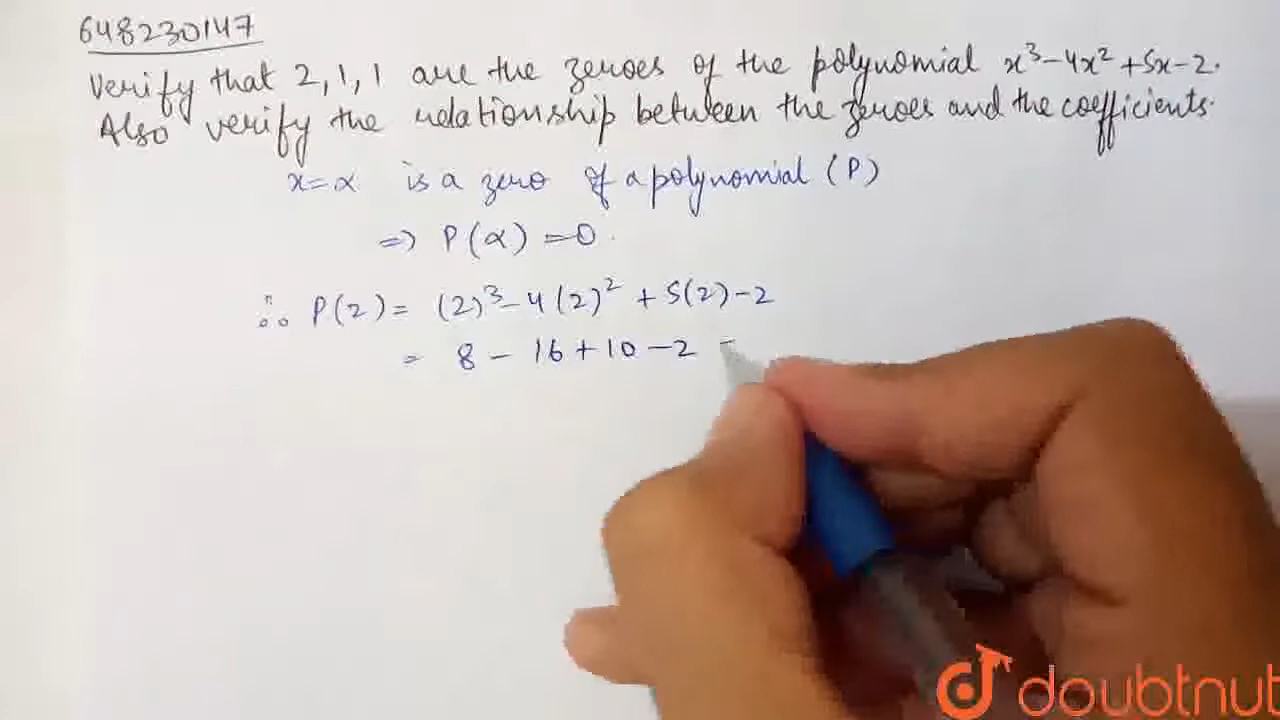 648230147
Verify that 2, 1, 1 are the zeroes of the polynomial x³-4x²+5x-2.
Also verify the relationship between the zeroes and the coefficients.
x=α is a zero of a polynomial (P)
=> P(α)=0.
∴ P(2)= (2)³-4(2)²+5(2)-2
= 8-16+10-2 =
doubtnut